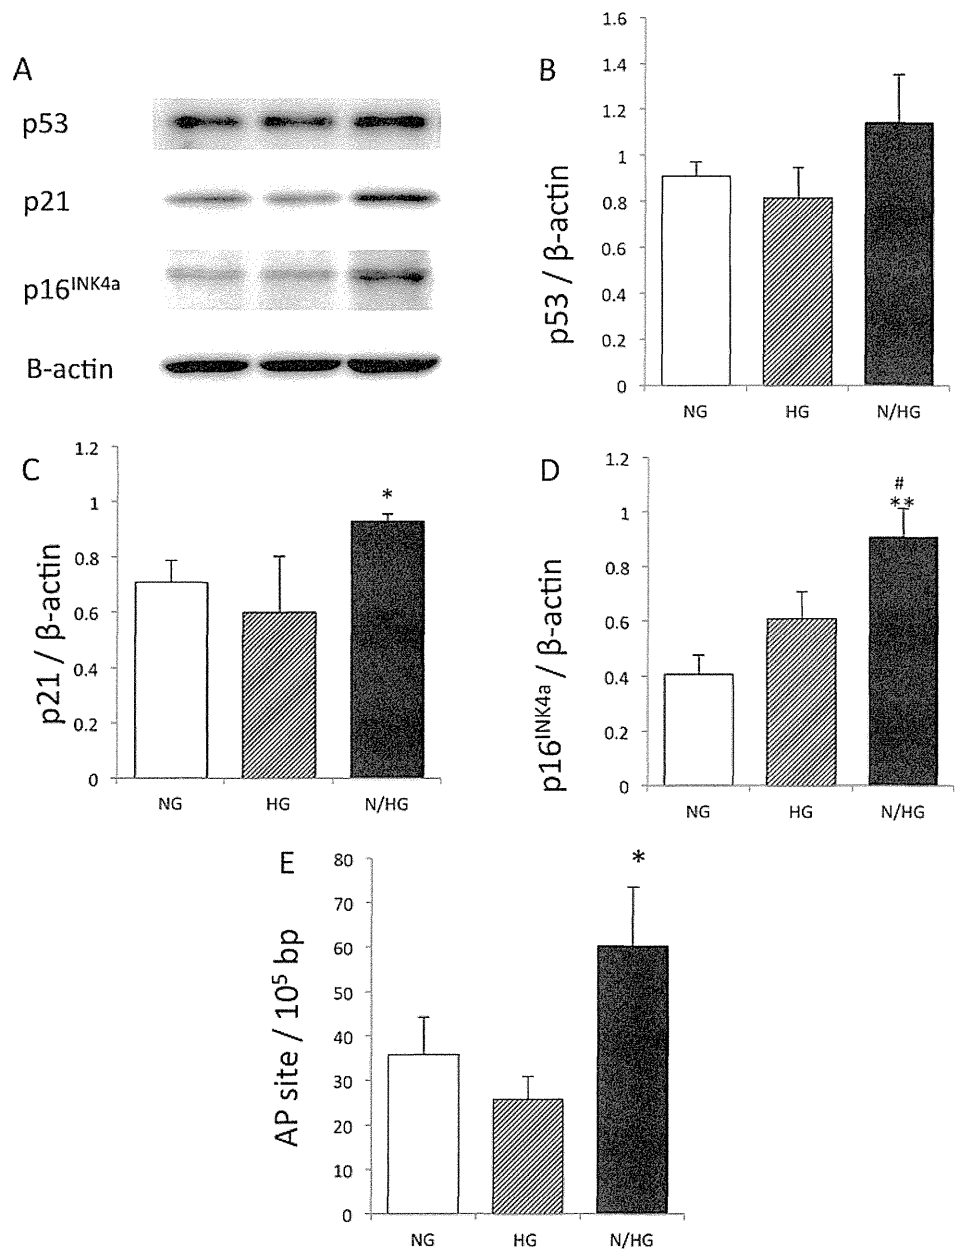 A
p53
p21
p16INK4a
B-actin
B
1.6
1.4
1.2
1
0.8
0.6
0.4
0.2
0
p53 / β-actin
NG HG N/HG
C
1.2
1
0.8
0.6
0.4
0.2
0
p21 / β-actin
*
NG HG N/HG
D
1.2
1
0.8
0.6
0.4
0.2
0
p16INK4a / β-actin
#
**
NG HG N/HG
E
80
70
60
50
40
30
20
10
0
AP site / 10⁵ bp
*
NG HG N/HG